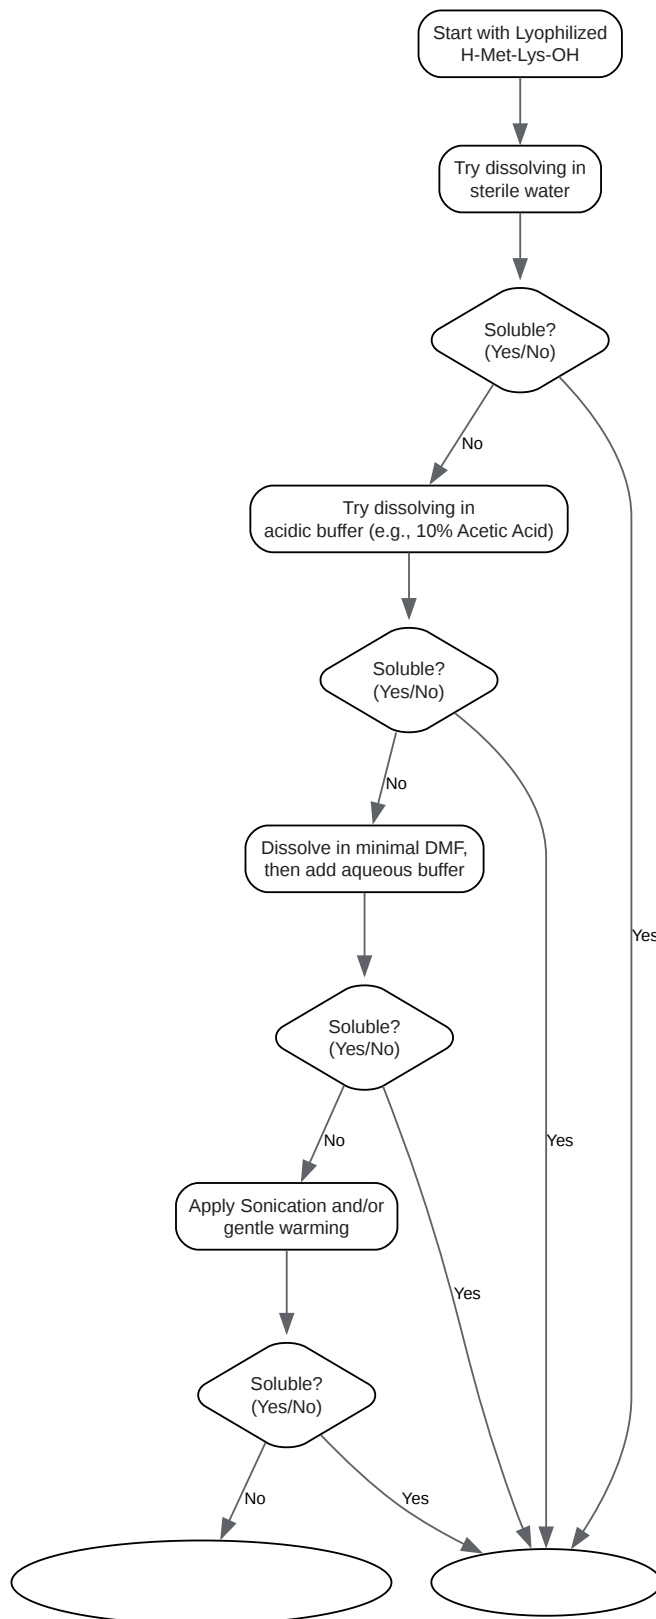 Start with Lyophilized
H-Met-Lys-OH
Try dissolving in
sterile water
Soluble?
(Yes/No)
No
Try dissolving in
acidic buffer (e.g., 10% Acetic Acid)
Soluble?
(Yes/No)
No
Dissolve in minimal DMF,
then add aqueous buffer
Yes
Soluble?
(Yes/No)
No
Yes
Apply Sonication and/or
gentle warming
Yes
Soluble?
(Yes/No)
No
Yes